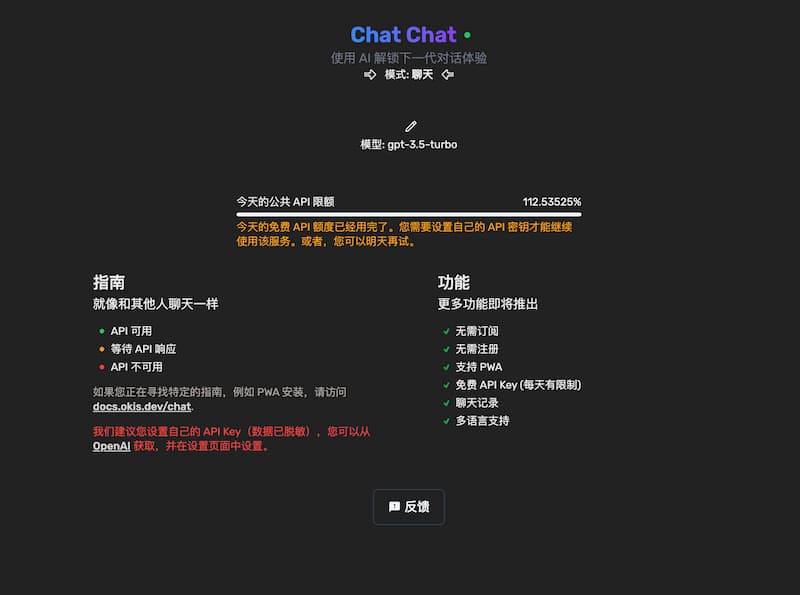 Chat Chat
使用 AI 解锁下一代对话体验
模式: 聊天
模型: gpt-3.5-turbo
今天的公共 API 限额 112.53525%
今天的免费 API 额度已经用完了。您需要设置自己的 API 密钥才能继续
使用该服务。或者，您可以明天再试。
指南
就像和其他人聊天一样
API 可用
等待 API 响应
API 不可用
如果您正在寻找特定的指南，例如 PWA 安装，请访问
docs.okis.dev/chat.
我们建议您设置自己的 API Key（数据已脱敏），您可以从
OpenAI 获取，并在设置页面中设置。
功能
更多功能即将推出
无需订阅
无需注册
支持 PWA
免费 API Key (每天有限制)
聊天记录
多语言支持
反馈